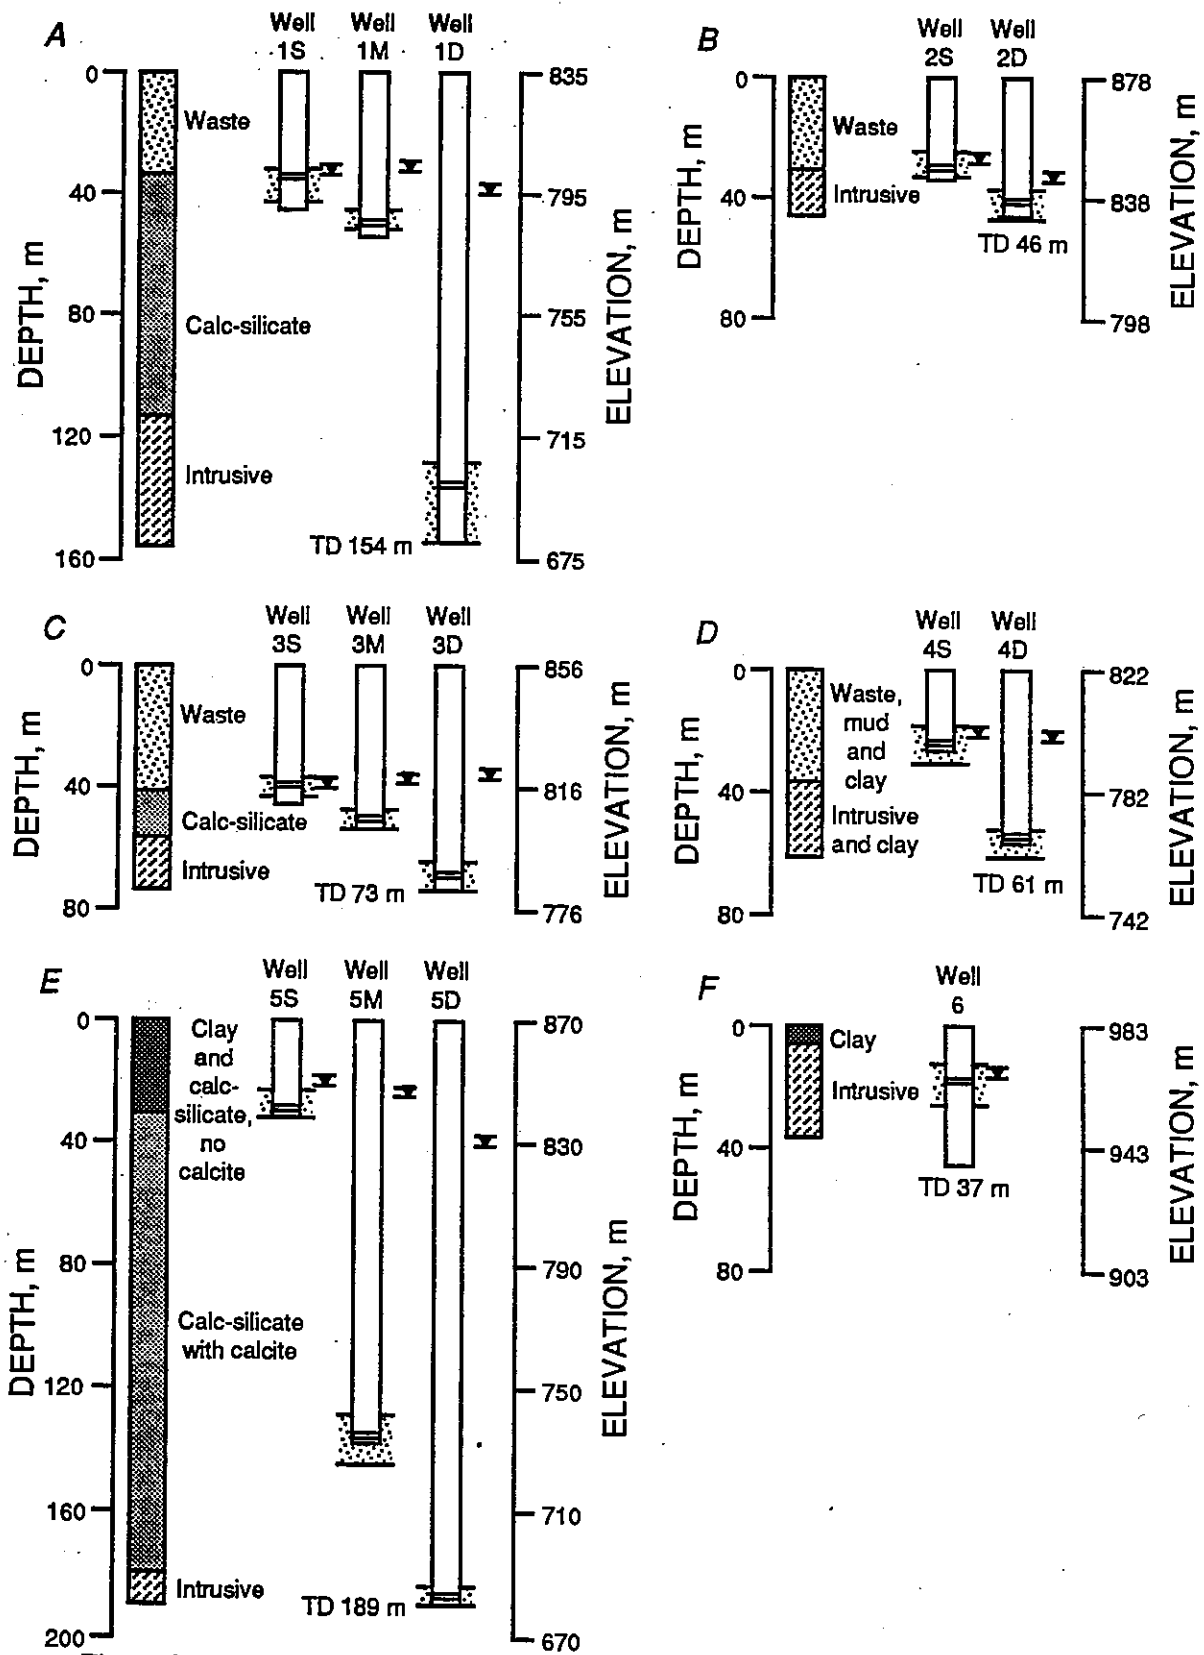 A
Well
1S
Well
1M
Well
1D
0
40
80
120
160
DEPTH, m
Waste
Calc-silicate
Intrusive
TD 154 m
835
795
755
715
675
ELEVATION, m
B
Well
2S
Well
2D
0
40
80
DEPTH, m
Waste
Intrusive
TD 46 m
878
838
798
ELEVATION, m
C
Well
3S
Well
3M
Well
3D
0
40
80
DEPTH, m
Waste
Calc-silicate
Intrusive
TD 73 m
856
816
776
ELEVATION, m
D
Well
4S
Well
4D
0
40
80
DEPTH, m
Waste,
mud
and
clay
Intrusive
and clay
TD 61 m
822
782
742
ELEVATION, m
E
Well
5S
Well
5M
Well
5D
0
40
80
120
160
200
DEPTH, m
Clay
and
calc-
silicate,
no
calcite
Calc-silicate
with calcite
Intrusive
TD 189 m
870
830
790
750
710
670
ELEVATION, m
F
Well
6
0
40
80
DEPTH, m
Clay
Intrusive
TD 37 m
983
943
903
ELEVATION, m